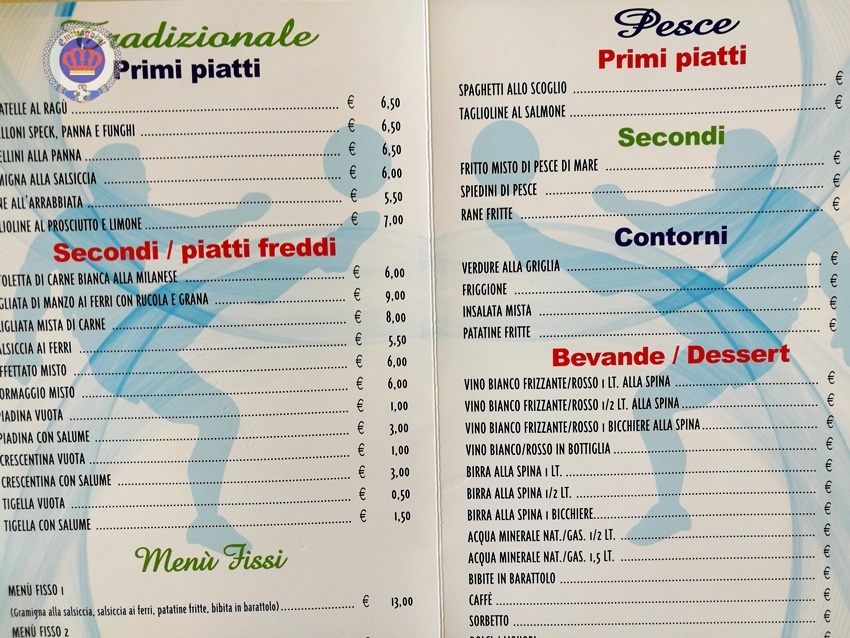 Tradizionale
Primi piatti
ATELLE AL RAGÙ € 6,50
LLONI SPECK, PANNA E FUNGHI € 6,50
ELLINI ALLA PANNA € 6,50
MIGNA ALLA SALSICCIA € 6,00
NE ALL'ARRABBIATA € 5,50
LIOLINE AL PROSCIUTTO E LIMONE € 7,00
Secondi / piatti freddi
TOLETTA DI CARNE BIANCA ALLA MILANESE € 6,00
GLIATA DI MANZO AI FERRI CON RUCOLA E GRANA € 9,00
RIGLIATA MISTA DI CARNE € 8,00
ALSICCIA AI FERRI € 5,50
FFETTATO MISTO € 6,00
ORMAGGIO MISTO € 6,00
PIADINA VUOTA € 1,00
PIADINA CON SALUME € 3,00
CRESCENTINA VUOTA € 1,00
CRESCENTINA CON SALUME € 3,00
TIGELLA VUOTA € 0,50
TIGELLA CON SALUME € 1,50
Menù Fissi
MENÙ FISSO 1
(Gramigna alla salsiccia, salsiccia ai ferri, patatine fritte, bibita in barattolo) € 13,00
MENÙ FISSO 2
Pesce
Primi piatti
SPAGHETTI ALLO SCOGLIO €
TAGLIOLINE AL SALMONE €
Secondi
FRITTO MISTO DI PESCE DI MARE €
SPIEDINI DI PESCE €
RANE FRITTE €
Contorni
VERDURE ALLA GRIGLIA €
FRIGGIONE €
INSALATA MISTA €
PATATINE FRITTE €
Bevande / Dessert
VINO BIANCO FRIZZANTE/ROSSO 1 LT. ALLA SPINA €
VINO BIANCO FRIZZANTE/ROSSO 1/2 LT. ALLA SPINA €
VINO BIANCO FRIZZANTE/ROSSO 1 BICCHIERE ALLA SPINA €
VINO BIANCO/ROSSO IN BOTTIGLIA €
BIRRA ALLA SPINA 1 LT. €
BIRRA ALLA SPINA 1/2 LT. €
BIRRA ALLA SPINA 1 BICCHIERE €
ACQUA MINERALE NAT./GAS. 1/2 LT. €
ACQUA MINERALE NAT./GAS. 1,5 LT. €
BIBITE IN BARATTOLO €
CAFFÈ €
SORBETTO €